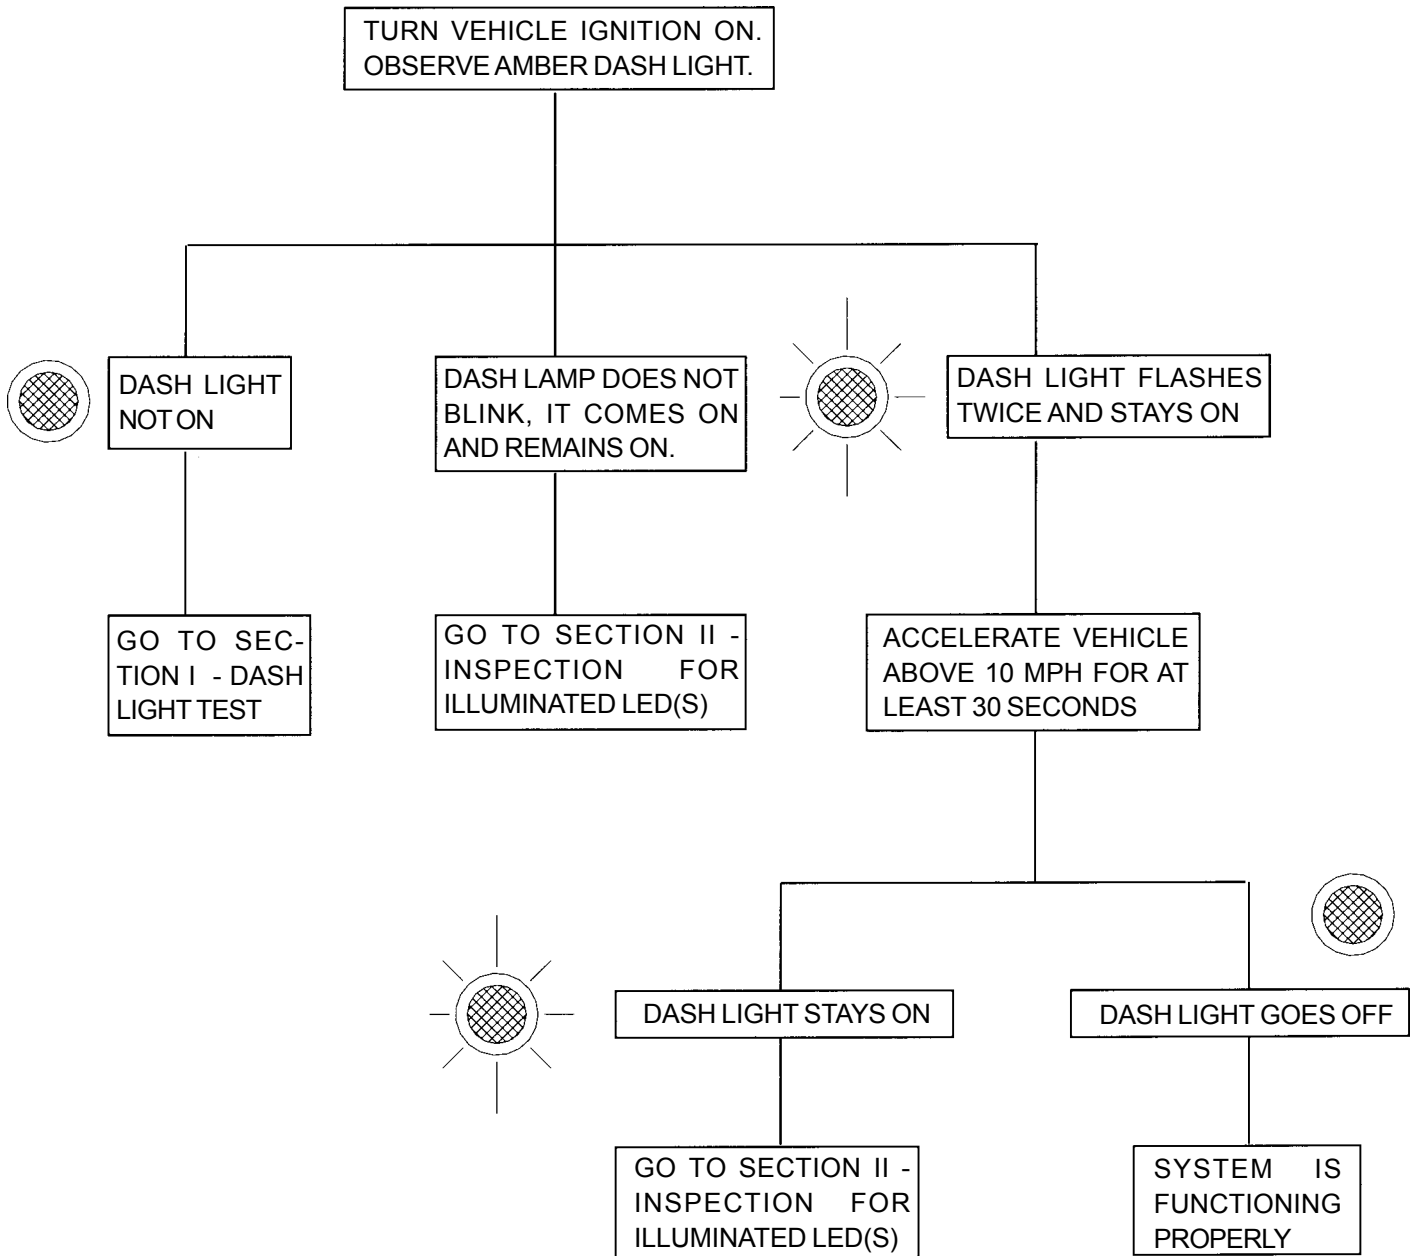 TURN VEHICLE IGNITION ON.
OBSERVE AMBER DASH LIGHT.
DASH LIGHT
NOT ON
DASH LAMP DOES NOT
BLINK, IT COMES ON
AND REMAINS ON.
DASH LIGHT FLASHES
TWICE AND STAYS ON
GO TO SEC-
TION I - DASH
LIGHT TEST
GO TO SECTION II -
INSPECTION FOR
ILLUMINATED LED(S)
ACCELERATE VEHICLE
ABOVE 10 MPH FOR AT
LEAST 30 SECONDS
DASH LIGHT STAYS ON
DASH LIGHT GOES OFF
GO TO SECTION II -
INSPECTION FOR
ILLUMINATED LED(S)
SYSTEM IS
FUNCTIONING
PROPERLY